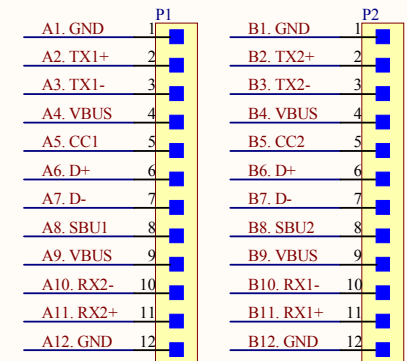 P1 P2
A1. GND 1 B1. GND 1
A2. TX1+ 2 B2. TX2+ 2
A3. TX1- 3 B3. TX2- 3
A4. VBUS 4 B4. VBUS 4
A5. CC1 5 B5. CC2 5
A6. D+ 6 B6. D+ 6
A7. D- 7 B7. D- 7
A8. SBU1 8 B8. SBU2 8
A9. VBUS 9 B9. VBUS 9
A10. RX2- 10 B10. RX1- 10
A11. RX2+ 11 B11. RX1+ 11
A12. GND 12 B12. GND 12